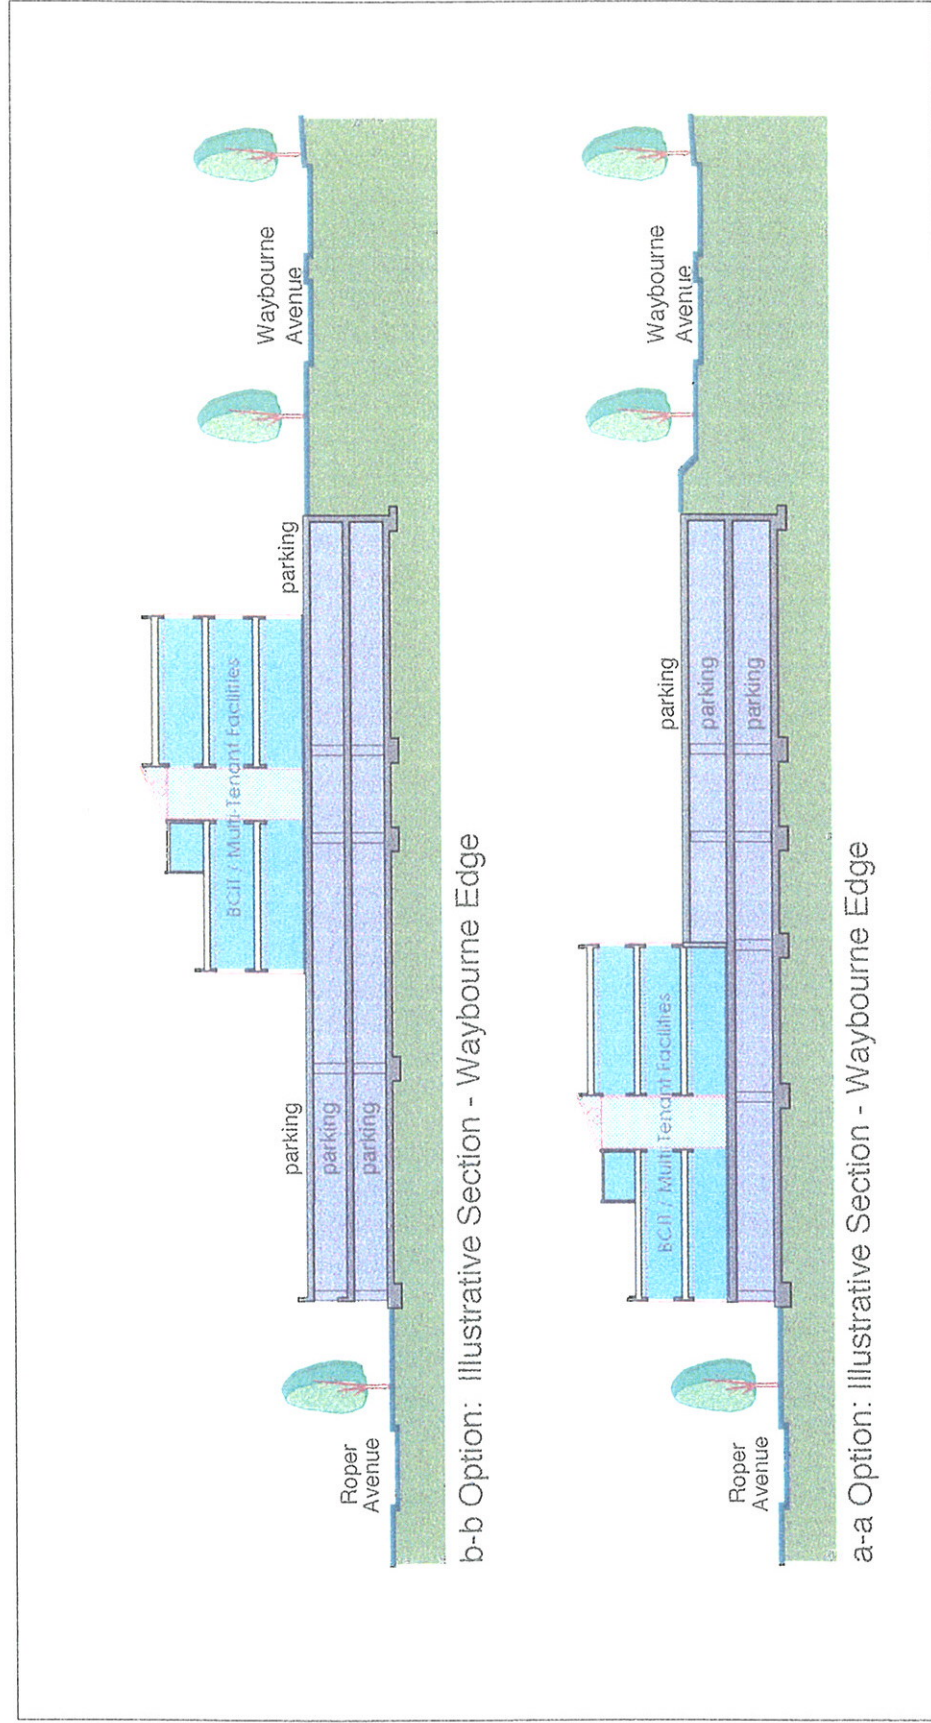 BCIT / Multi-Tenant Facilities
Waybourne
Avenue
parking
parking
parking
parking
Roper
Avenue
b-b Option: Illustrative Section - Waybourne Edge
BCIT / Multi-Tenant Facilities
Waybourne
Avenue
parking
parking
parking
Roper
Avenue
a-a Option: Illustrative Section - Waybourne Edge